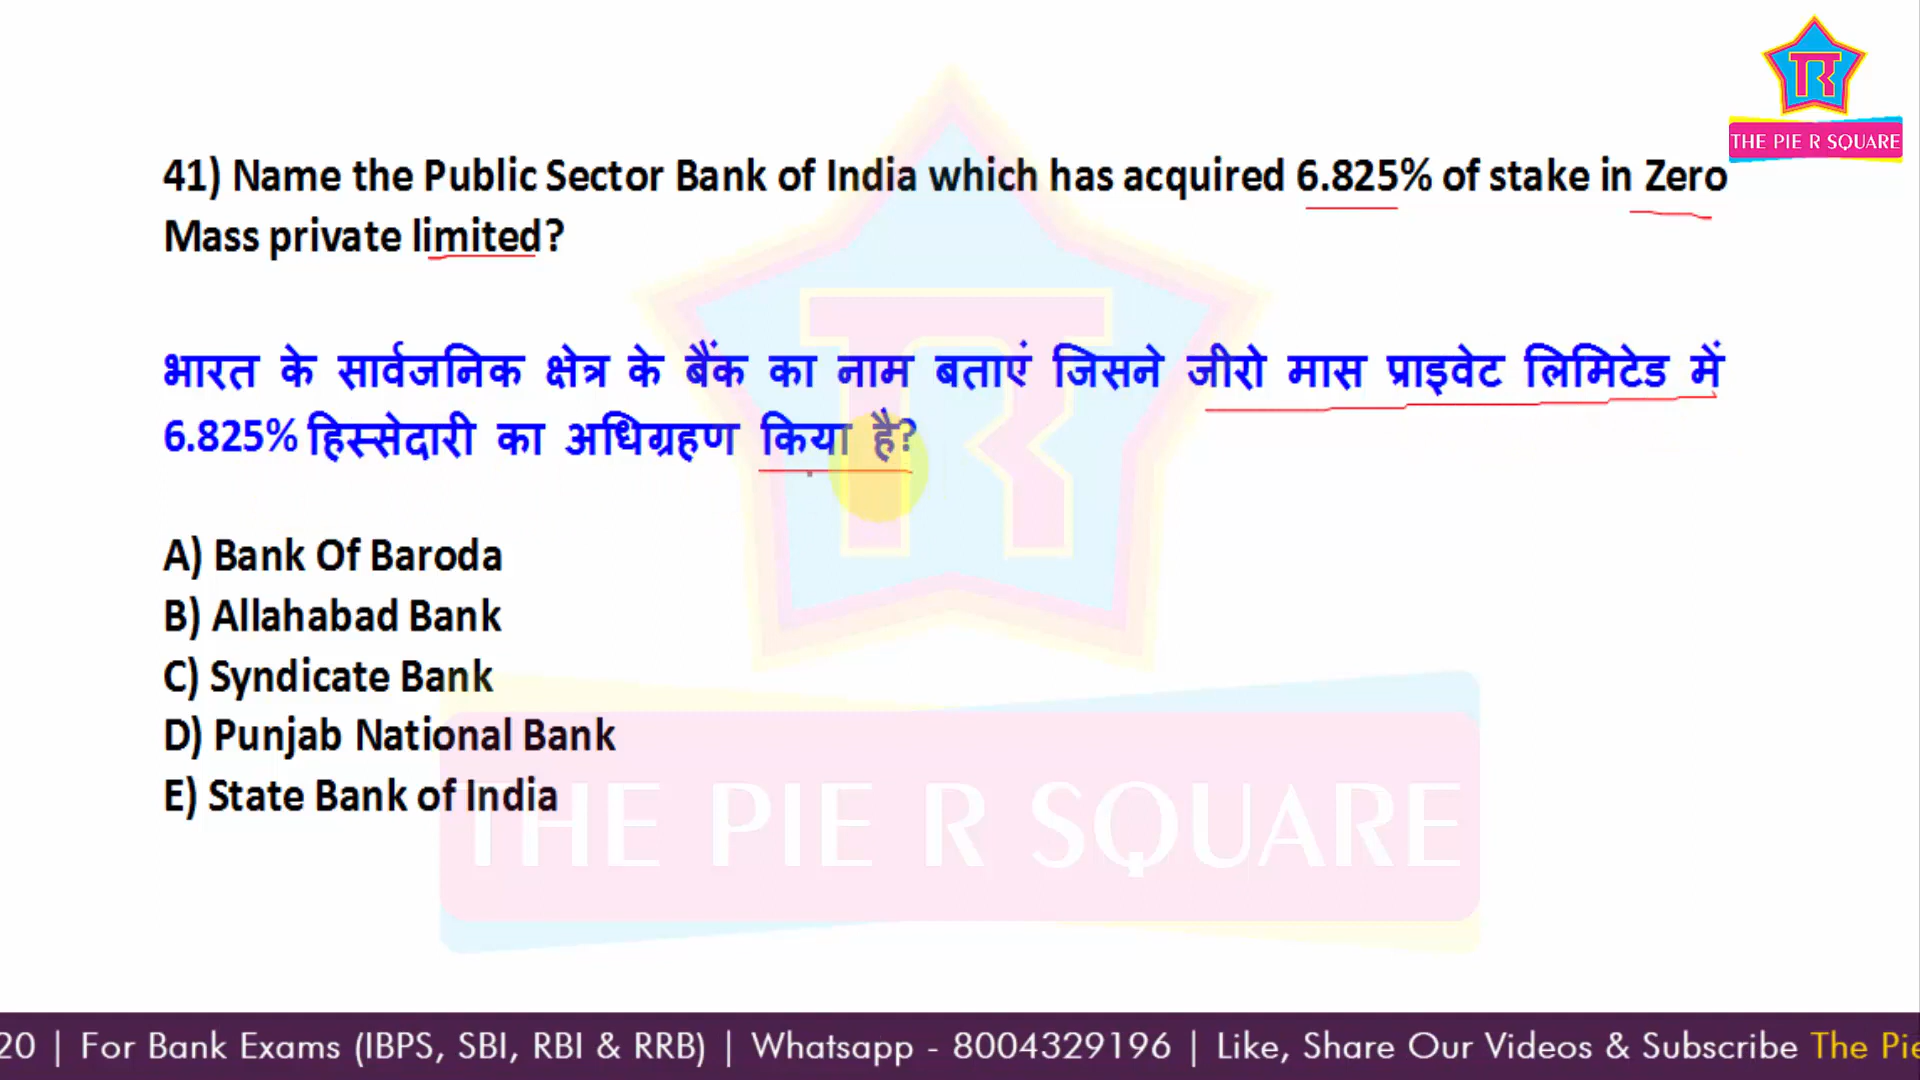 THE PIE R SQUARE
41) Name the Public Sector Bank of India which has acquired 6.825% of stake in Zero
Mass private limited?
भारत के सार्वजनिक क्षेत्र के बैंक का नाम बताएं जिसने जीरो मास प्राइवेट लिमिटेड में
6.825% हिस्सेदारी का अधिग्रहण किया है?
A) Bank Of Baroda
B) Allahabad Bank
C) Syndicate Bank
D) Punjab National Bank
E) State Bank of India
THE PIE R SQUARE
20 | For Bank Exams (IBPS, SBI, RBI & RRB) | Whatsapp - 8004329196 | Like, Share Our Videos & Subscribe The Pie